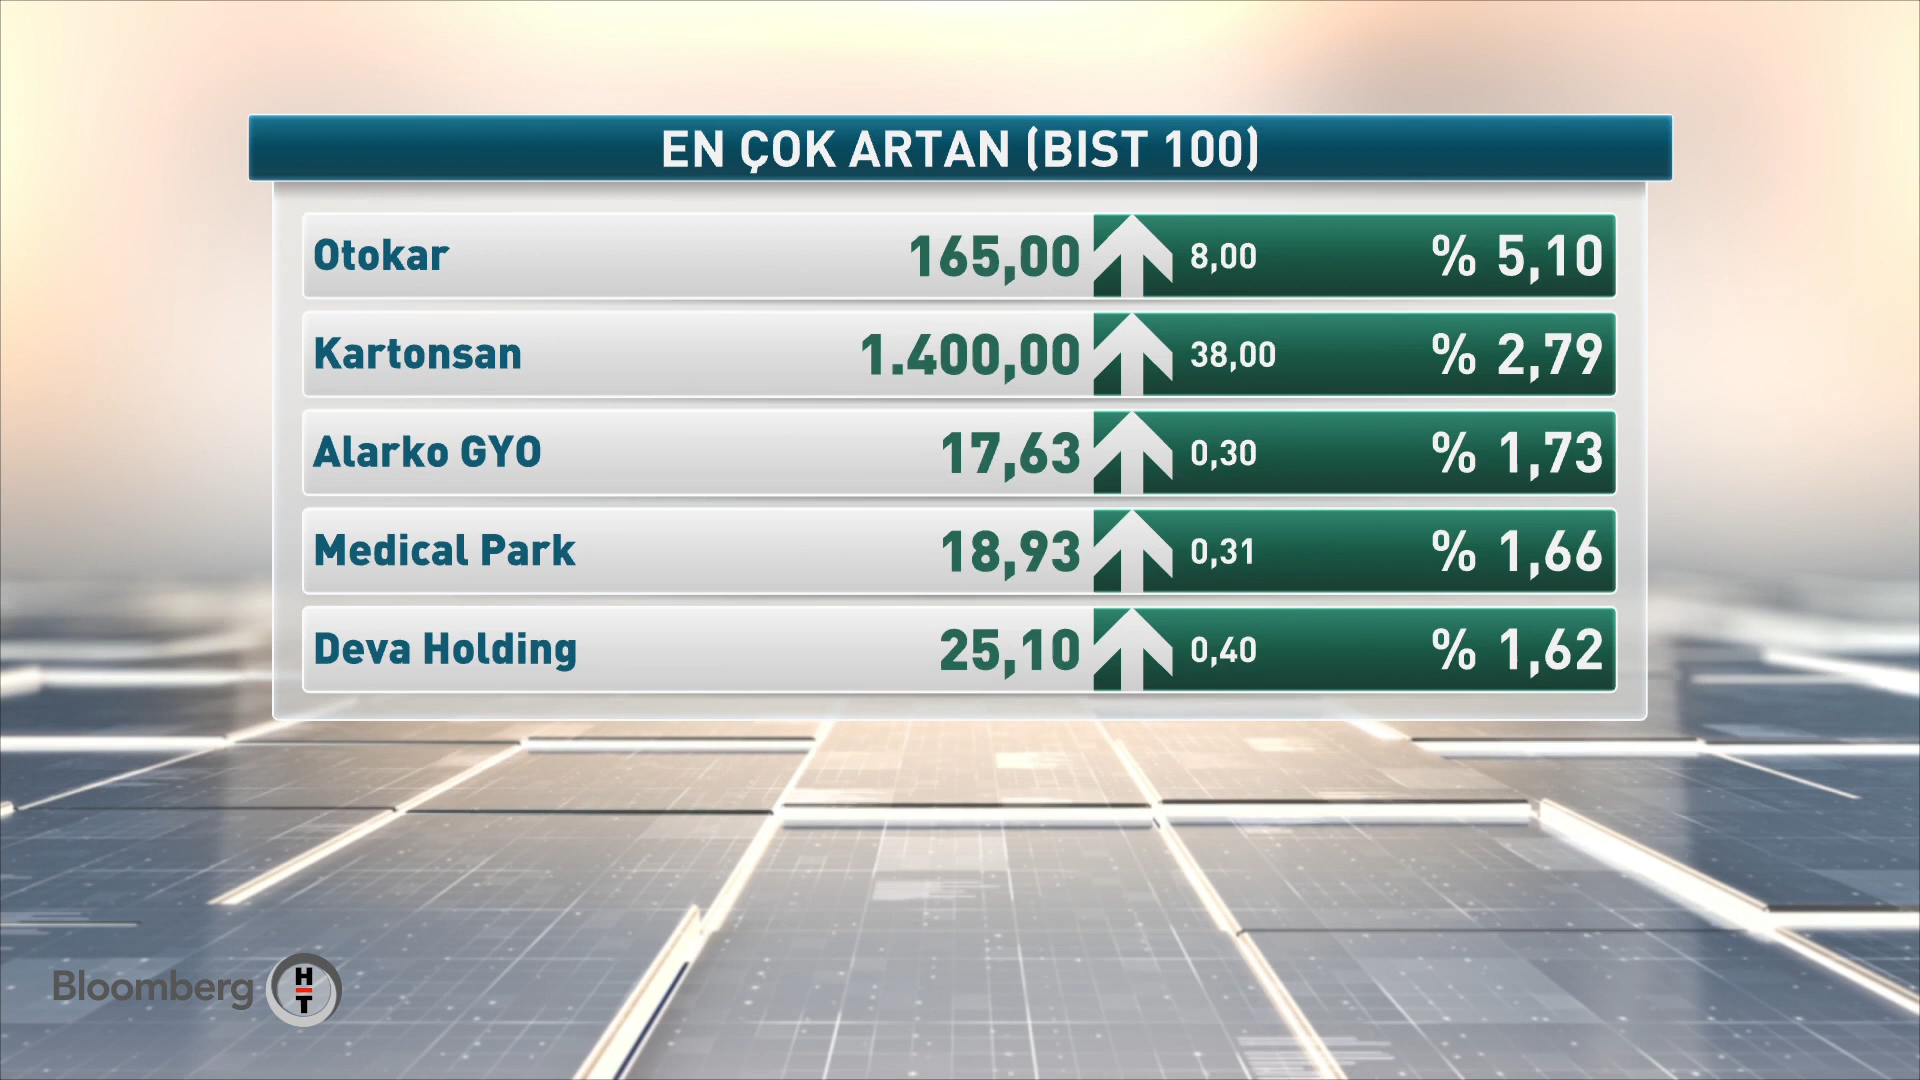 EN ÇOK ARTAN (BIST 100)
Otokar 165,00 8,00 % 5,10
Kartonsan 1.400,00 38,00 % 2,79
Alarko GYO 17,63 0,30 % 1,73
Medical Park 18,93 0,31 % 1,66
Deva Holding 25,10 0,40 % 1,62
Bloomberg HT